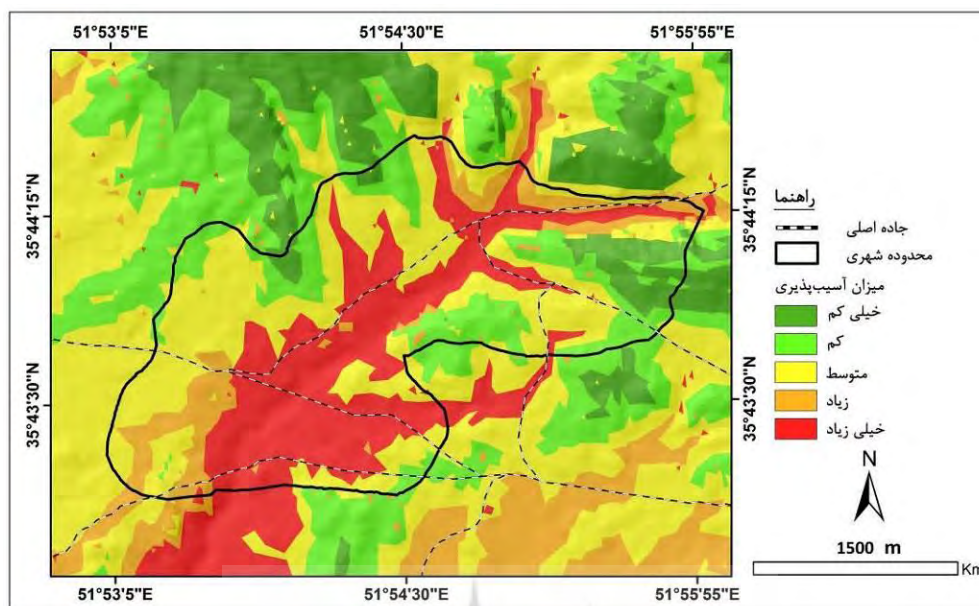 51°53'5"E 51°54'30"E 51°55'55"E
35°44'15"N 35°44'15"N
35°43'30"N 35°43'30"N
راهنما
جاده اصلی
محدوده شهری
میزان آسیب‌پذیری
خیلی کم
کم
متوسط
زیاد
خیلی زیاد
N
1500 m
Km
51°53'5"E 51°54'30"E 51°55'55"E